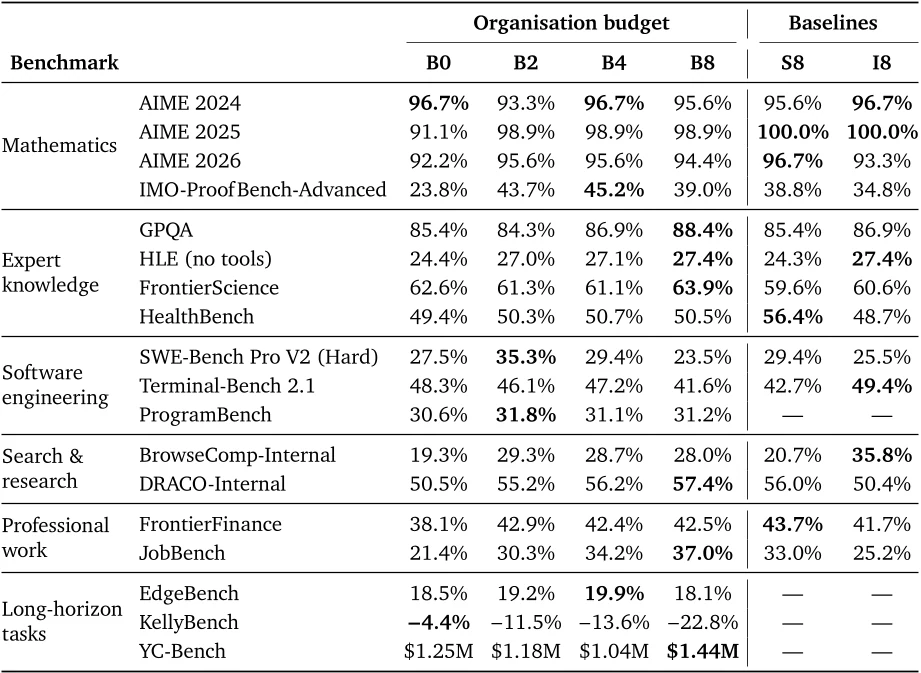 Organisation budget Baselines
Benchmark B0 B2 B4 B8 S8 I8
Mathematics
AIME 2024 96.7% 93.3% 96.7% 95.6% 95.6% 96.7%
AIME 2025 91.1% 98.9% 98.9% 98.9% 100.0% 100.0%
AIME 2026 92.2% 95.6% 95.6% 94.4% 96.7% 93.3%
IMO-ProofBench-Advanced 23.8% 43.7% 45.2% 39.0% 38.8% 34.8%
Expert
knowledge
GPQA 85.4% 84.3% 86.9% 88.4% 85.4% 86.9%
HLE (no tools) 24.4% 27.0% 27.1% 27.4% 24.3% 27.4%
FrontierScience 62.6% 61.3% 61.1% 63.9% 59.6% 60.6%
HealthBench 49.4% 50.3% 50.7% 50.5% 56.4% 48.7%
Software
engineering
SWE-Bench Pro V2 (Hard) 27.5% 35.3% 29.4% 23.5% 29.4% 25.5%
Terminal-Bench 2.1 48.3% 46.1% 47.2% 41.6% 42.7% 49.4%
ProgramBench 30.6% 31.8% 31.1% 31.2% — —
Search &
research
BrowseComp-Internal 19.3% 29.3% 28.7% 28.0% 20.7% 35.8%
DRACO-Internal 50.5% 55.2% 56.2% 57.4% 56.0% 50.4%
Professional
work
FrontierFinance 38.1% 42.9% 42.4% 42.5% 43.7% 41.7%
JobBench 21.4% 30.3% 34.2% 37.0% 33.0% 25.2%
Long-horizon
tasks
EdgeBench 18.5% 19.2% 19.9% 18.1% — —
KellyBench −4.4% −11.5% −13.6% −22.8% — —
YC-Bench $1.25M $1.18M $1.04M $1.44M — —